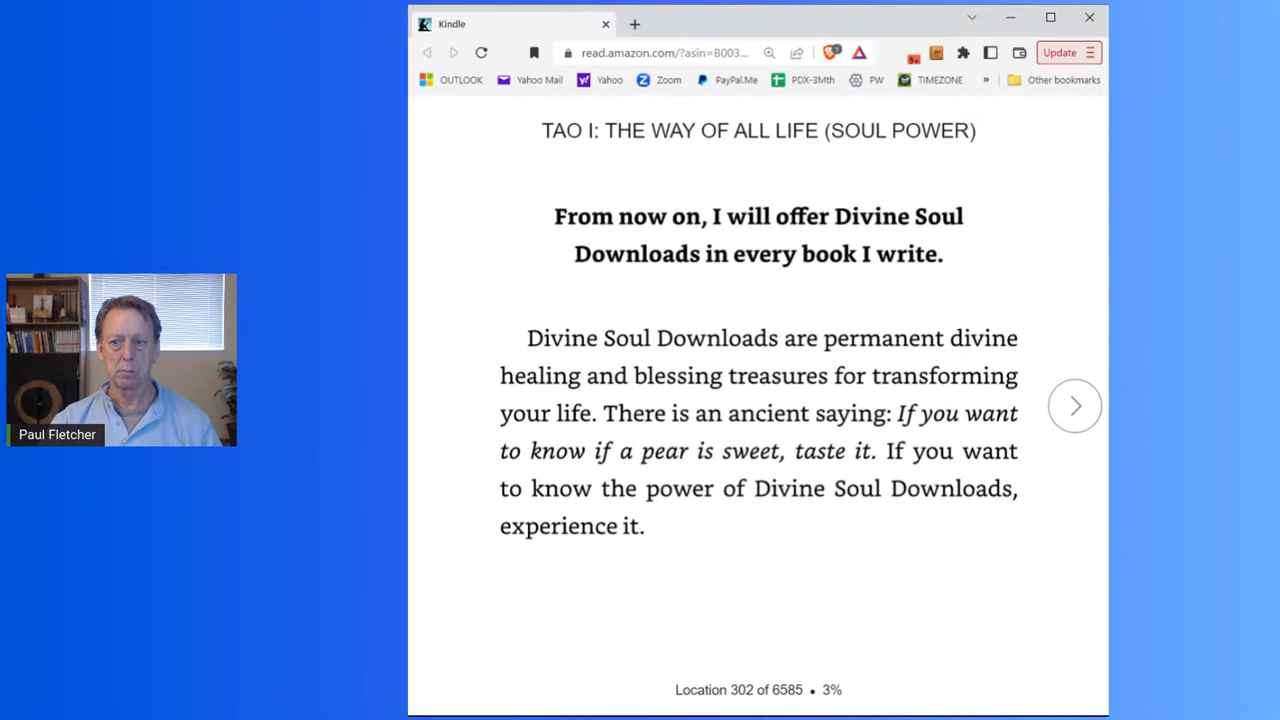 Kindle
read.amazon.com/?asin=B003...
9+
Update
OUTLOOK
Yahoo Mail
Yahoo
Zoom
PayPal.Me
PDX-3Mth
PW
TIMEZONE
»
Other bookmarks
TAO I: THE WAY OF ALL LIFE (SOUL POWER)
From now on, I will offer Divine Soul
Downloads in every book I write.
Divine Soul Downloads are permanent divine
healing and blessing treasures for transforming
your life. There is an ancient saying: If you want
to know if a pear is sweet, taste it. If you want
to know the power of Divine Soul Downloads,
experience it.
Paul Fletcher
Location 302 of 6585 • 3%